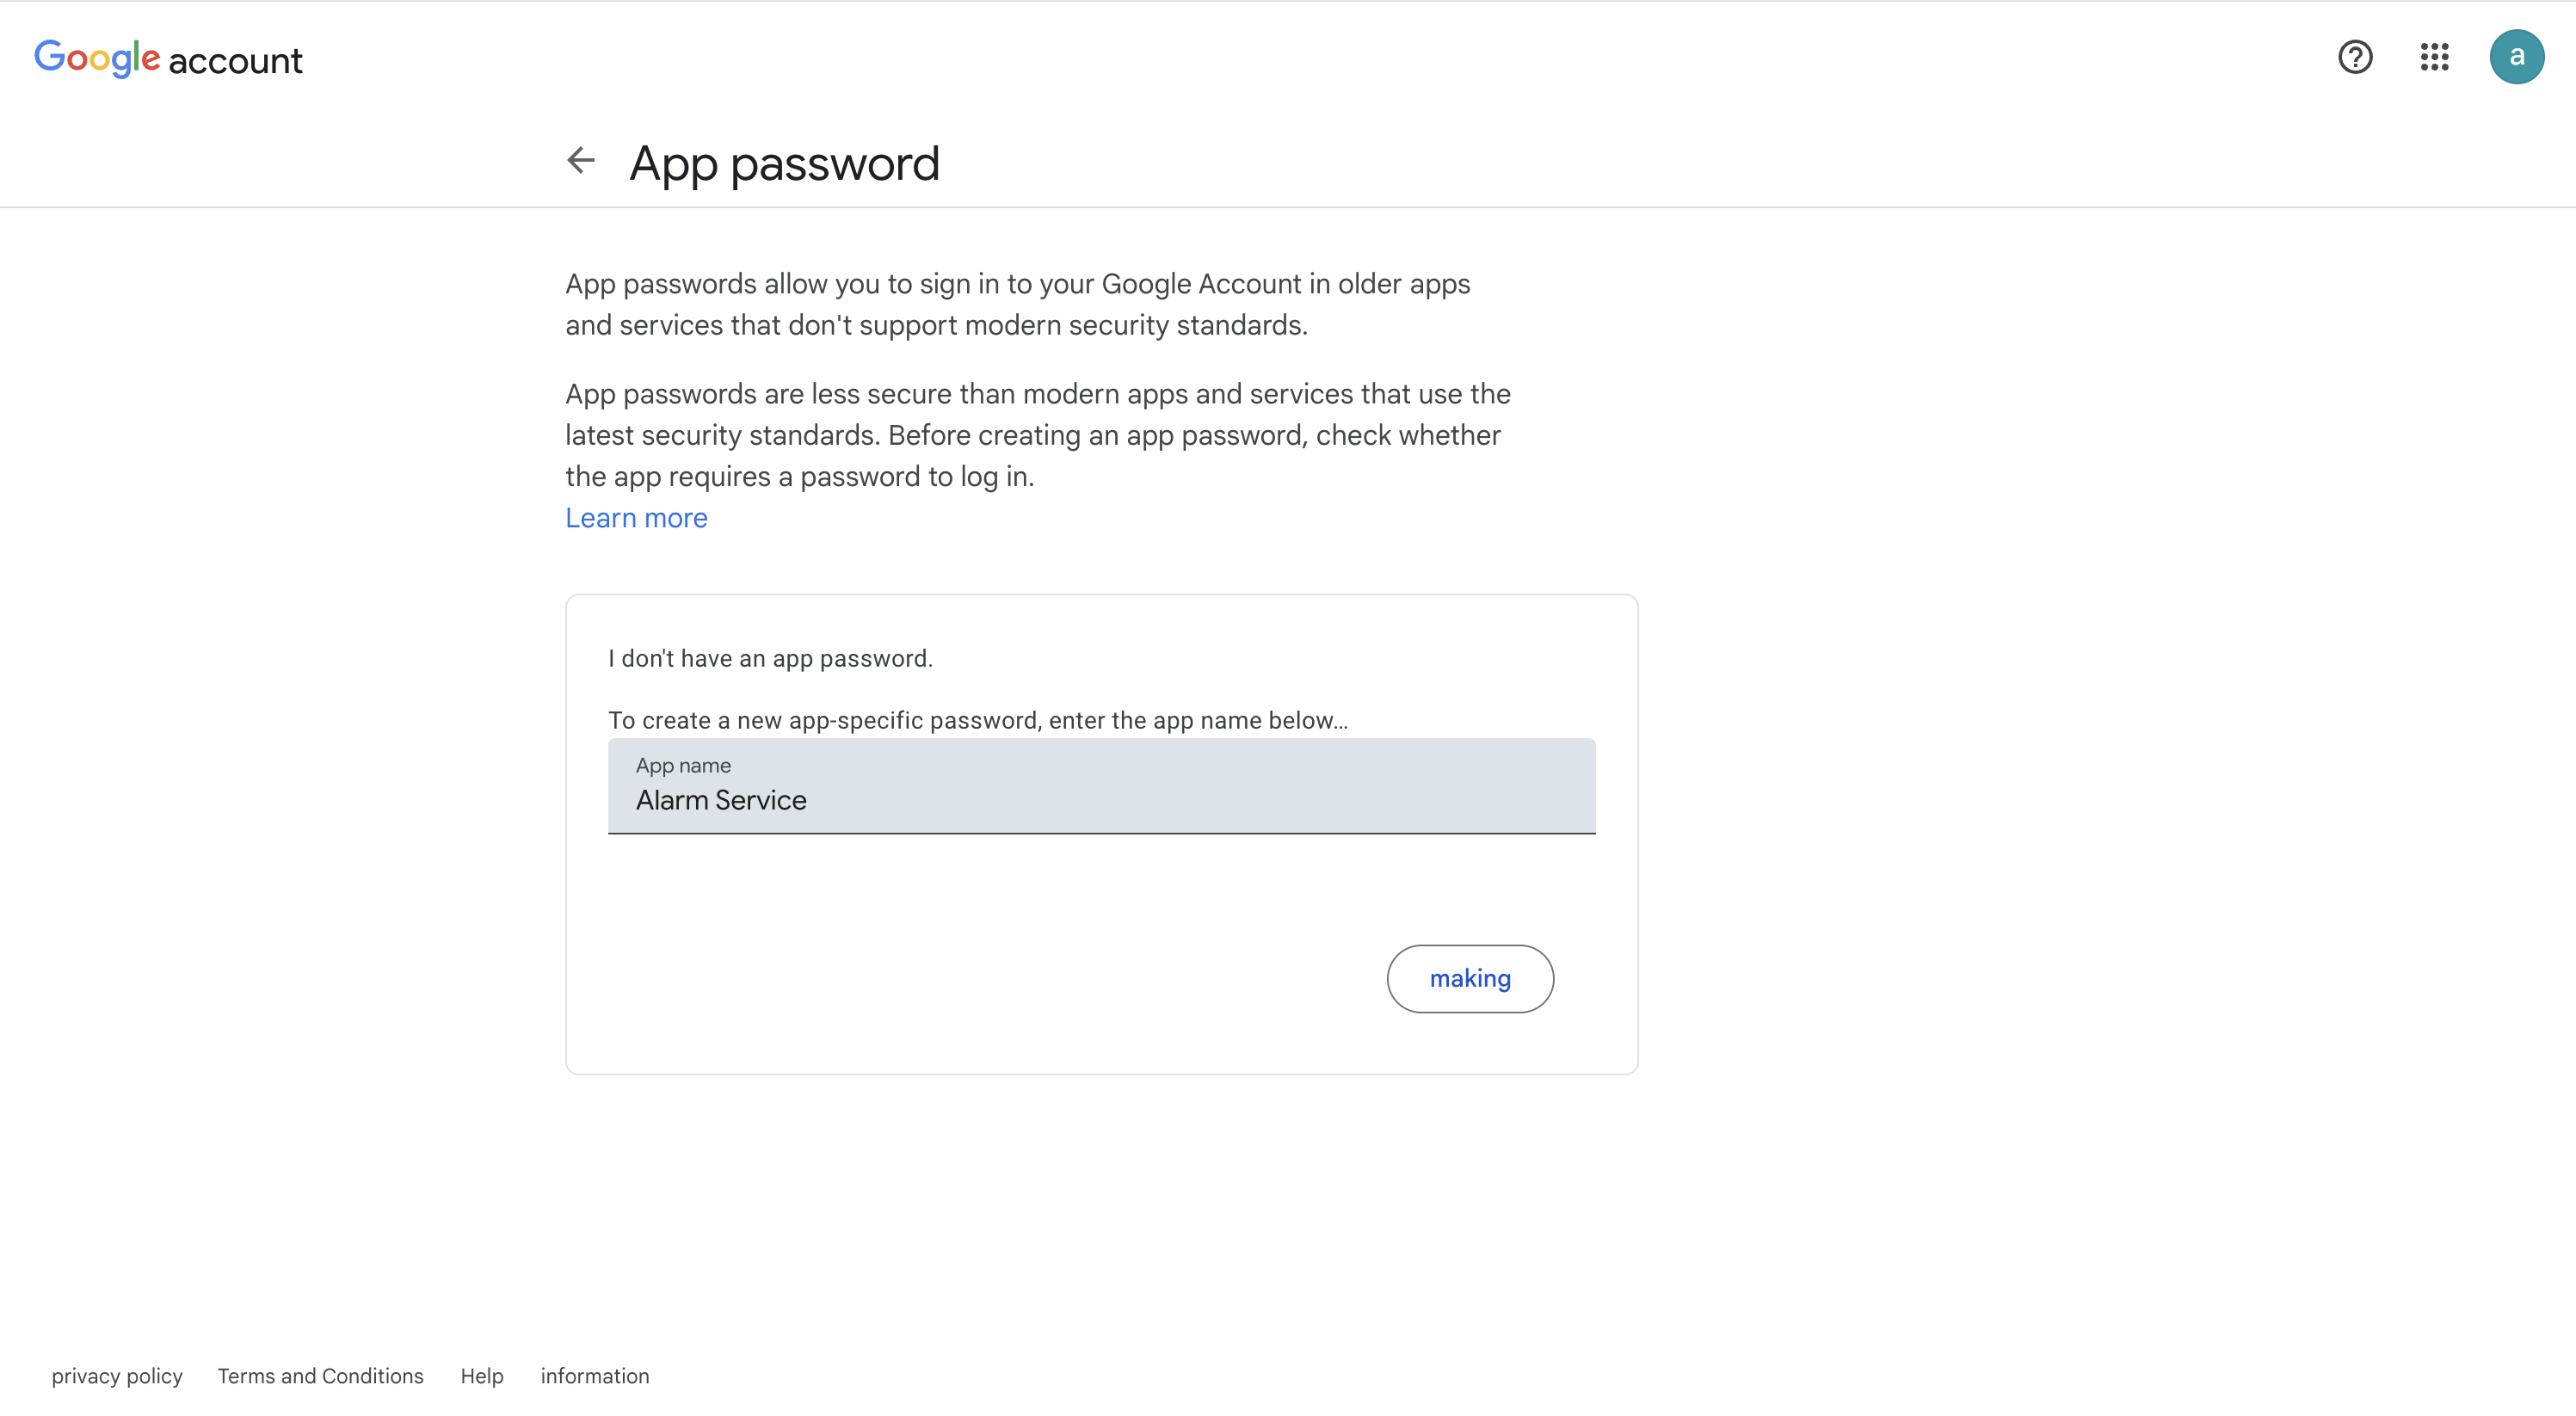 Google account
a
App password
App passwords allow you to sign in to your Google Account in older apps
and services that don't support modern security standards.
App passwords are less secure than modern apps and services that use the
latest security standards. Before creating an app password, check whether
the app requires a password to log in.
Learn more
I don't have an app password.
To create a new app-specific password, enter the app name below…
App name
Alarm Service
making
privacy policy Terms and Conditions Help information